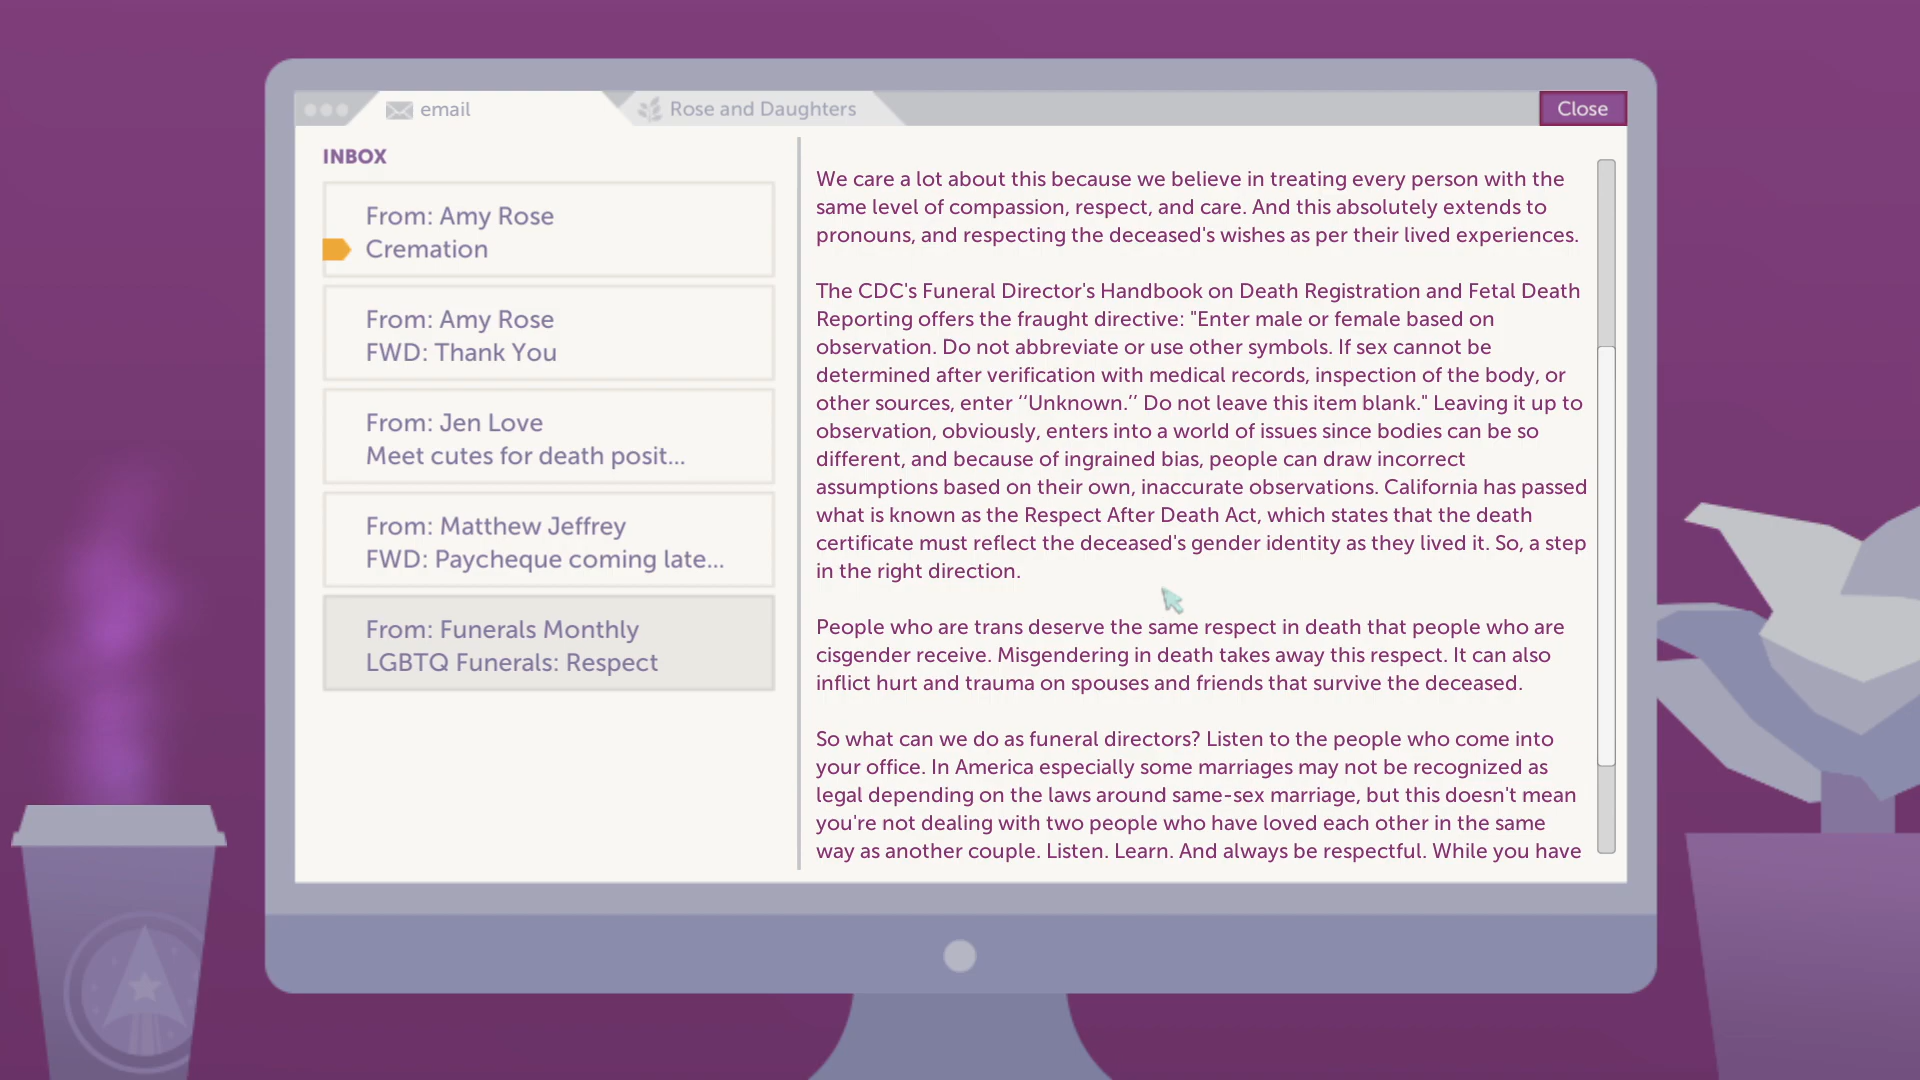 email
Rose and Daughters
Close
INBOX
From: Amy Rose
Cremation
From: Amy Rose
FWD: Thank You
From: Jen Love
Meet cutes for death posit...
From: Matthew Jeffrey
FWD: Paycheque coming late...
From: Funerals Monthly
LGBTQ Funerals: Respect
We care a lot about this because we believe in treating every person with the
same level of compassion, respect, and care. And this absolutely extends to
pronouns, and respecting the deceased's wishes as per their lived experiences.
The CDC's Funeral Director's Handbook on Death Registration and Fetal Death
Reporting offers the fraught directive: "Enter male or female based on
observation. Do not abbreviate or use other symbols. If sex cannot be
determined after verification with medical records, inspection of the body, or
other sources, enter ‘‘Unknown.’’ Do not leave this item blank." Leaving it up to
observation, obviously, enters into a world of issues since bodies can be so
different, and because of ingrained bias, people can draw incorrect
assumptions based on their own, inaccurate observations. California has passed
what is known as the Respect After Death Act, which states that the death
certificate must reflect the deceased's gender identity as they lived it. So, a step
in the right direction.
People who are trans deserve the same respect in death that people who are
cisgender receive. Misgendering in death takes away this respect. It can also
inflict hurt and trauma on spouses and friends that survive the deceased.
So what can we do as funeral directors? Listen to the people who come into
your office. In America especially some marriages may not be recognized as
legal depending on the laws around same-sex marriage, but this doesn't mean
you're not dealing with two people who have loved each other in the same
way as another couple. Listen. Learn. And always be respectful. While you have